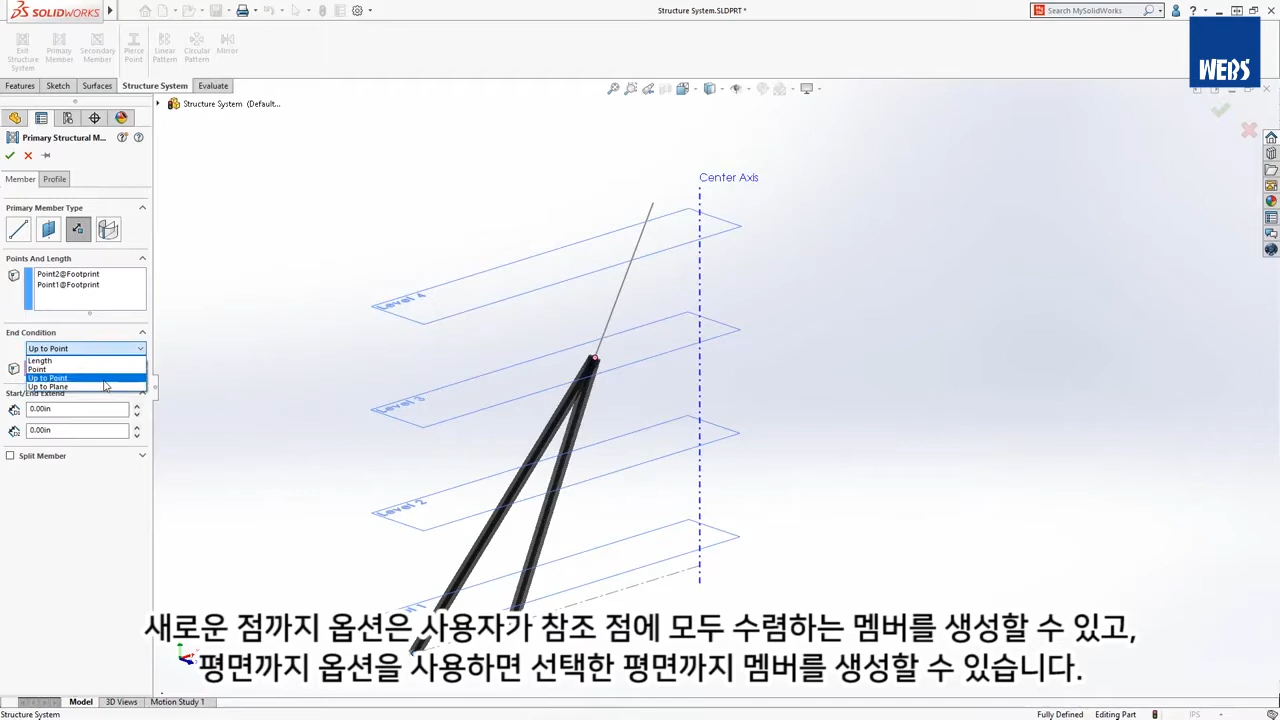 SOLIDWORKS
Structure System.SLDPRT *
Search MySolidWorks
WEDS
Exit Structure System
Primary Member
Secondary Member
Pierce Point
Linear Pattern
Circular Pattern
Mirror
Features
Sketch
Surfaces
Structure System
Evaluate
Structure System (Default...
Primary Structural M...
Member
Profile
Primary Member Type
Points And Length
Point2@Footprint
Point1@Footprint
End Condition
Up to Point
Length
Point
Up to Point
Up to Plane
Start/End Extend
0.00in
0.00in
Split Member
Center Axis
Level 4
Level 3
Level 2
새로운 점까지 옵션은 사용자가 참조 점에 모두 수렴하는 멤버를 생성할 수 있고,
평면까지 옵션을 사용하면 선택한 평면까지 멤버를 생성할 수 있습니다.
Model
3D Views
Motion Study 1
Structure System
Fully Defined
Editing Part
IPS